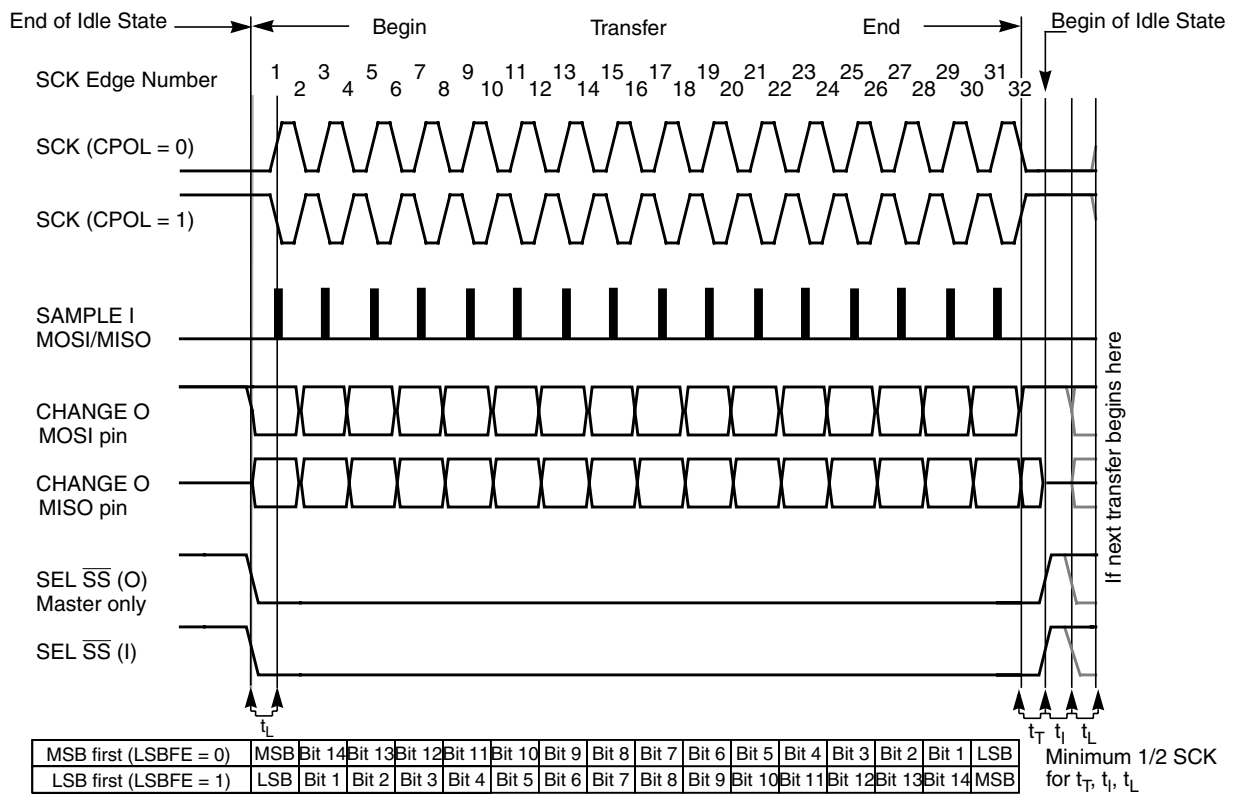 End of Idle State
Begin
Transfer
End
Begin of Idle State
SCK Edge Number
1 3 5 7 9 11 13 15 17 19 21 23 25 27 29 31
2 4 6 8 10 12 14 16 18 20 22 24 26 28 30 32
SCK (CPOL = 0)
SCK (CPOL = 1)
SAMPLE I
MOSI/MISO
CHANGE O
MOSI pin
CHANGE O
MISO pin
SEL S̅S̅ (O)
Master only
SEL S̅S̅ (I)
If next transfer begins here
tL
tT tI tL
MSB first (LSBFE = 0) MSB Bit 14 Bit 13 Bit 12 Bit 11 Bit 10 Bit 9 Bit 8 Bit 7 Bit 6 Bit 5 Bit 4 Bit 3 Bit 2 Bit 1 LSB
LSB first (LSBFE = 1) LSB Bit 1 Bit 2 Bit 3 Bit 4 Bit 5 Bit 6 Bit 7 Bit 8 Bit 9 Bit 10 Bit 11 Bit 12 Bit 13 Bit 14 MSB
Minimum 1/2 SCK
for tT, tI, tL